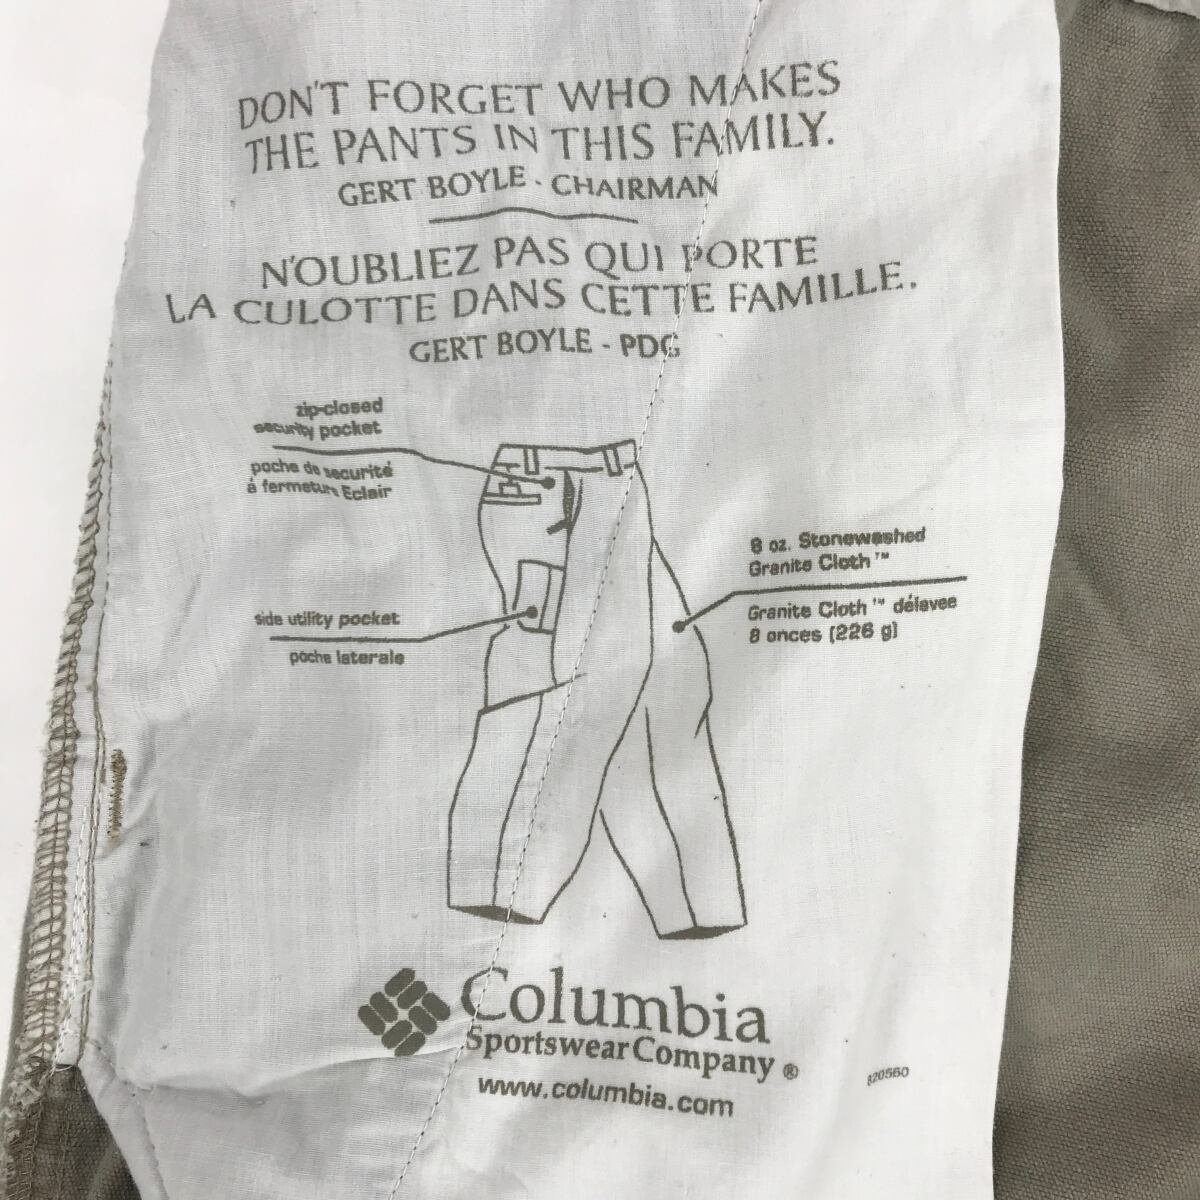 DON'T FORGET WHO MAKES
THE PANTS IN THIS FAMILY.
GERT BOYLE - CHAIRMAN
N'OUBLIEZ PAS QUI PORTE
LA CULOTTE DANS CETTE FAMILLE.
GERT BOYLE - PDG
zip-closed
security pocket
poche de securité
á fermeture Eclair
8 oz. Stonewashed
Granite Cloth™
Granite Cloth™ délavee
8 onces (226 g)
side utility pocket
poche laterale
Columbia
Sportswear Company®
www.columbia.com
820560